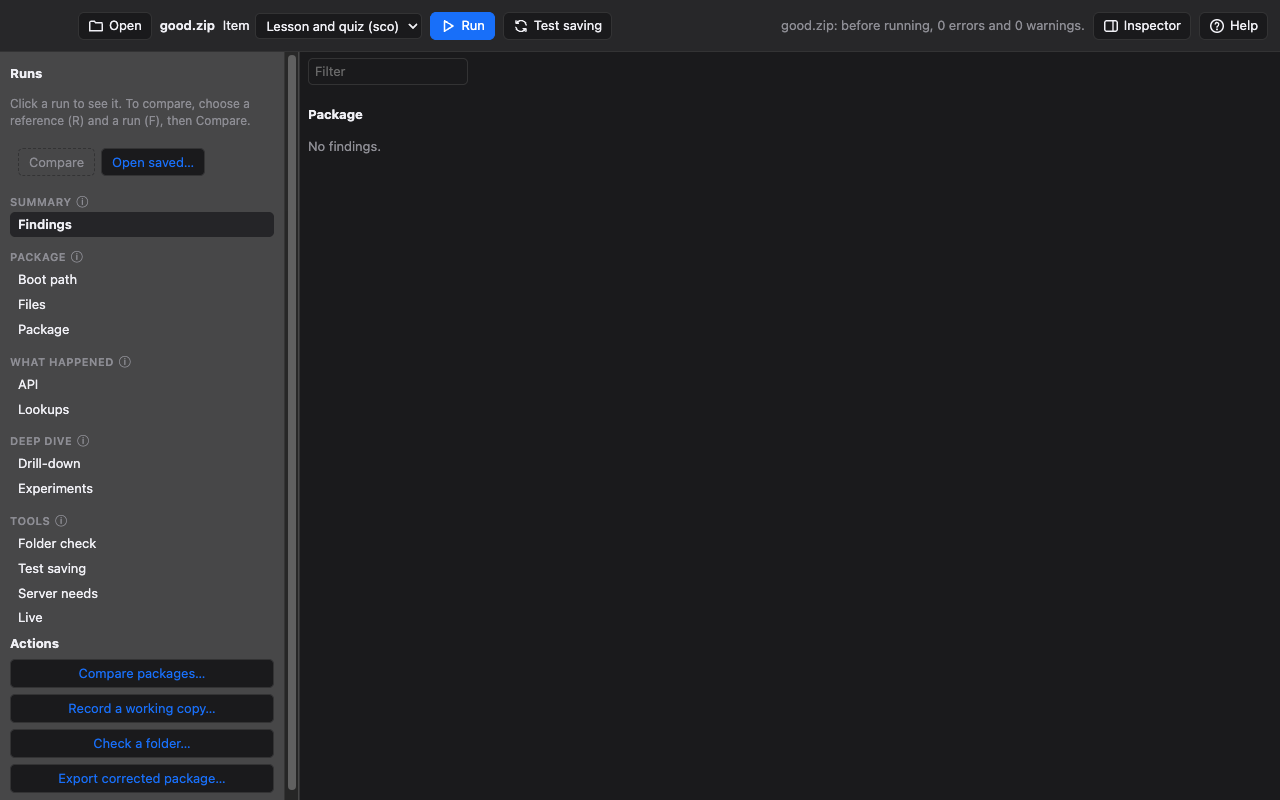 Open good.zip Item Lesson and quiz (sco) Run Test saving good.zip: before running, 0 errors and 0 warnings. Inspector Help
Runs
Click a run to see it. To compare, choose a
reference (R) and a run (F), then Compare.
Compare Open saved...
SUMMARY
Findings
PACKAGE
Boot path
Files
Package
WHAT HAPPENED
API
Lookups
DEEP DIVE
Drill-down
Experiments
TOOLS
Folder check
Test saving
Server needs
Live
Actions
Compare packages...
Record a working copy...
Check a folder...
Export corrected package...
Filter
Package
No findings.